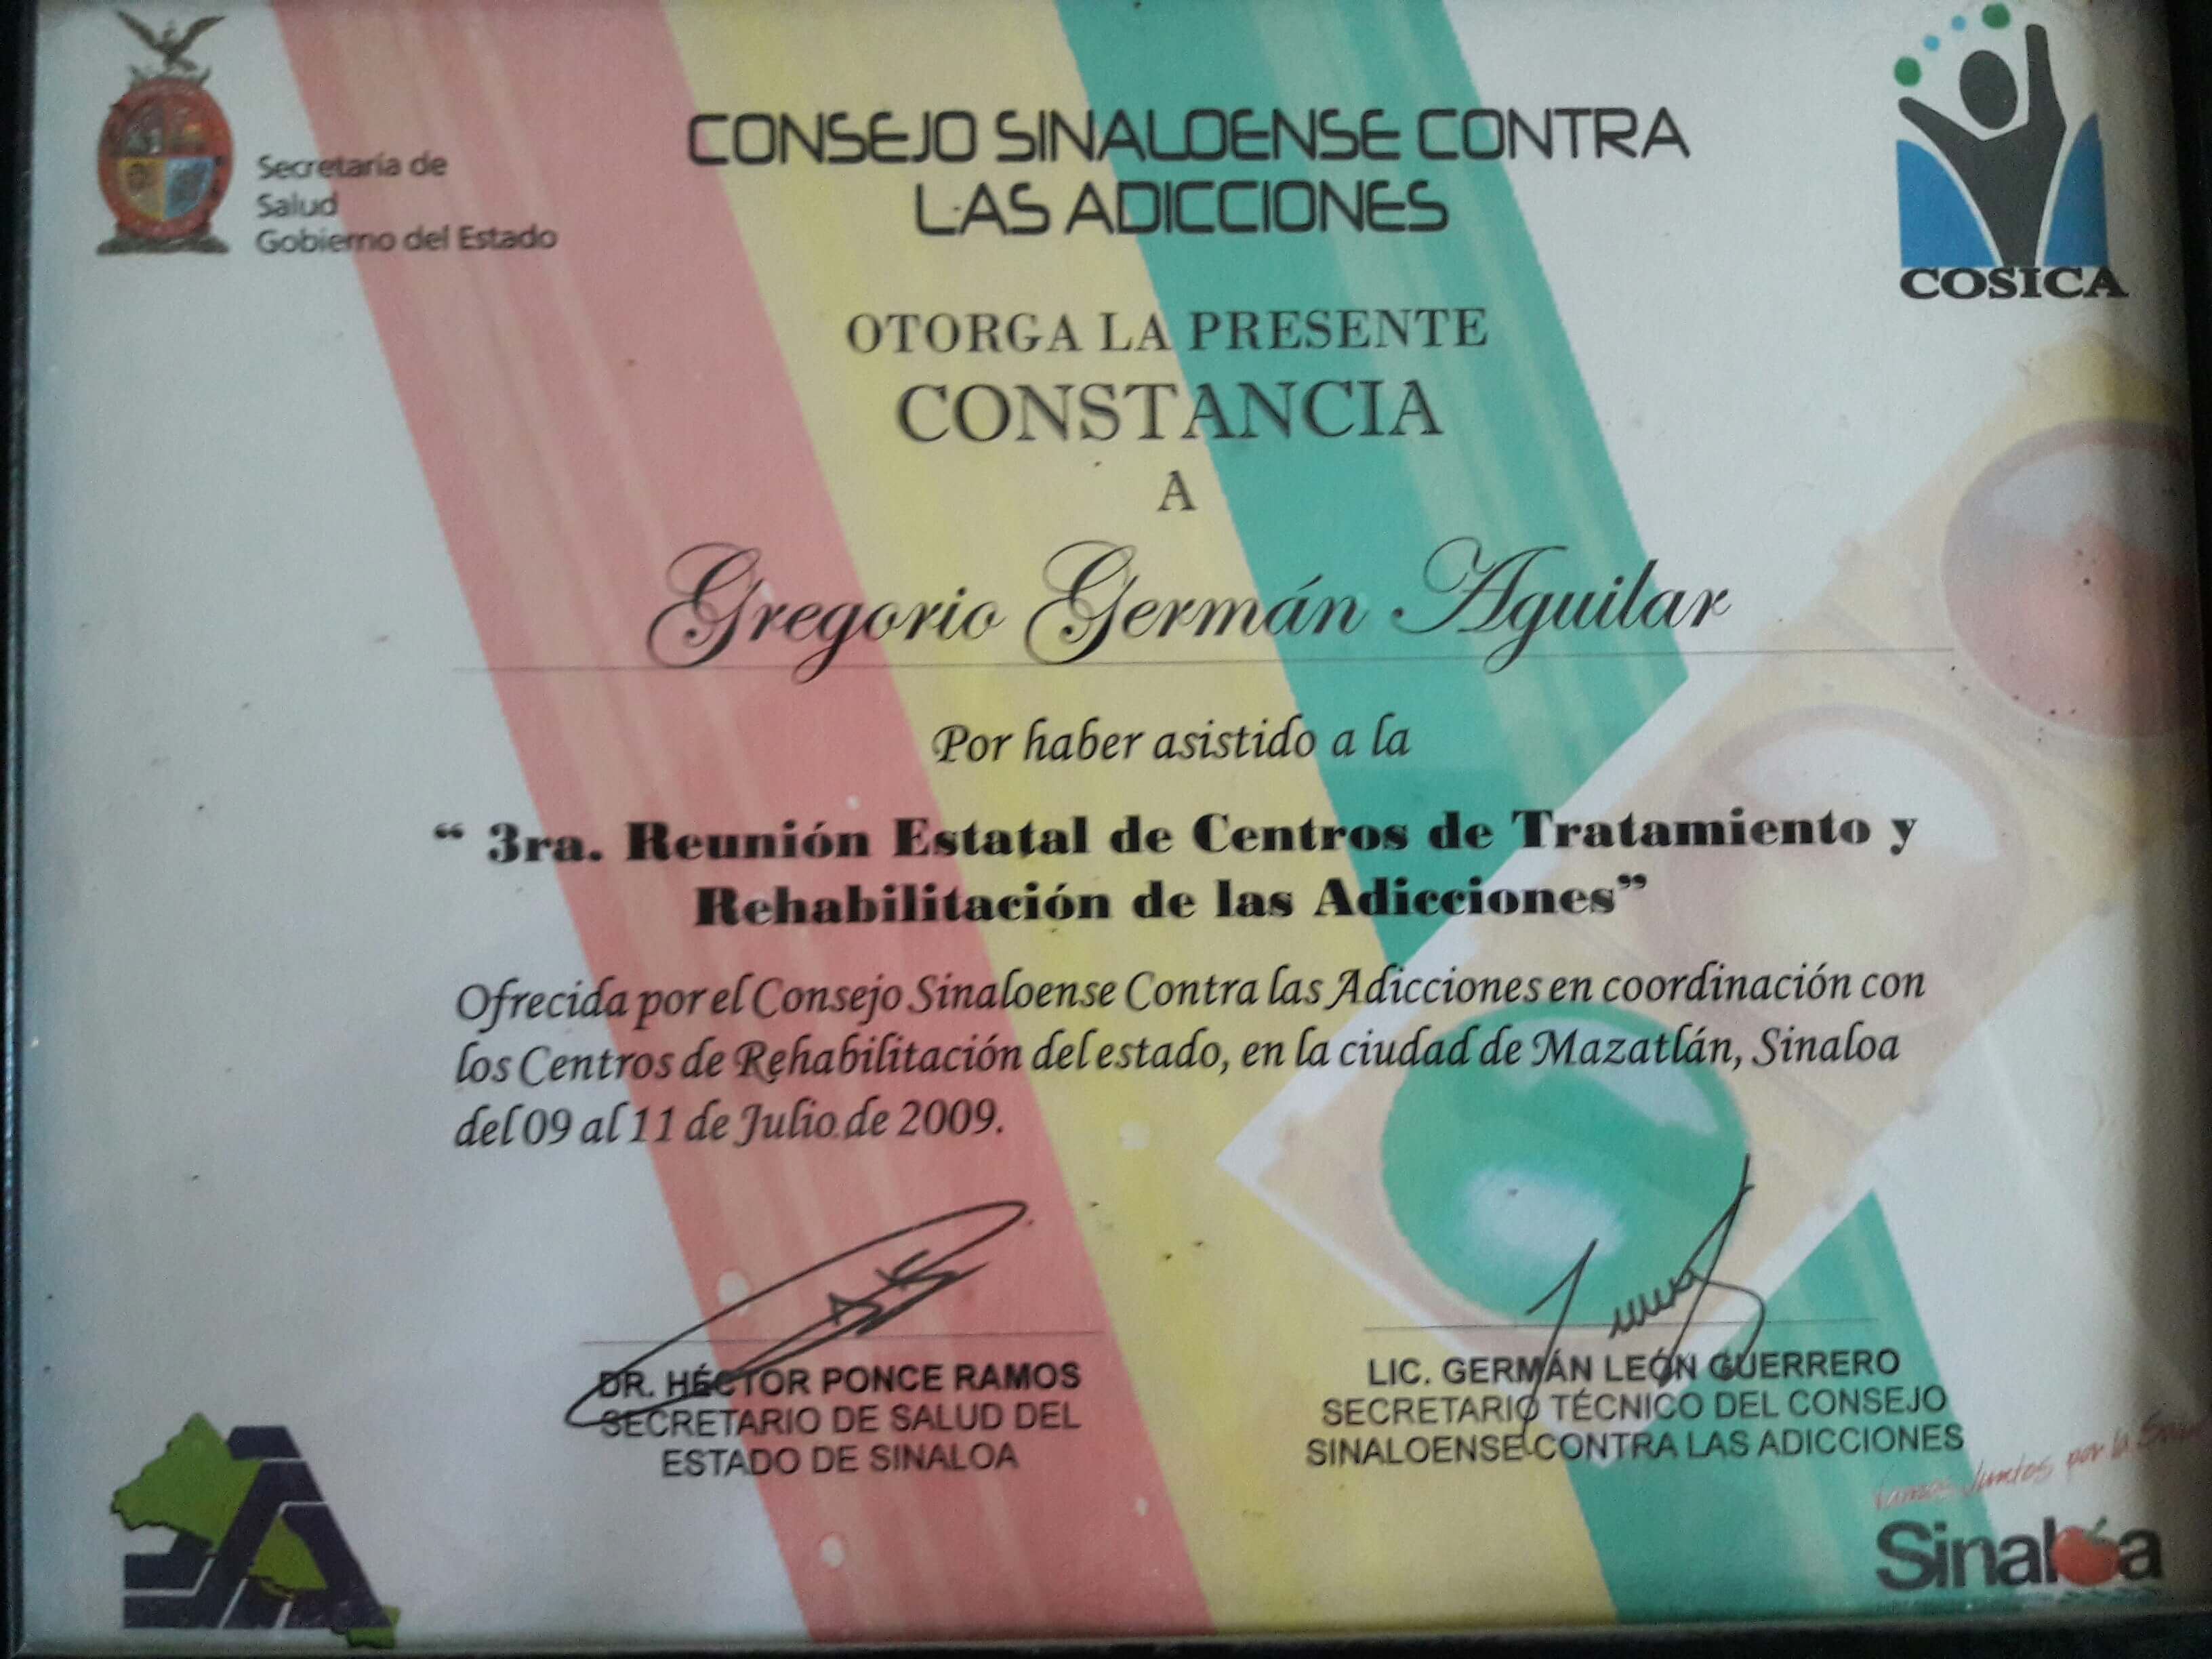 Secretaría de
Salud
Gobierno del Estado
CONSEJO SINALOENSE CONTRA
LAS ADICCIONES
COSICA
OTORGA LA PRESENTE
CONSTANCIA
A
Gregorio Germán Aguilar
Por haber asistido a la
“ 3ra. Reunión Estatal de Centros de Tratamiento y
Rehabilitación de las Adicciones”
Ofrecida por el Consejo Sinaloense Contra las Adicciones en coordinación con
los Centros de Rehabilitación del estado, en la ciudad de Mazatlán, Sinaloa
del 09 al 11 de Julio de 2009.
DR. HÉCTOR PONCE RAMOS
SECRETARIO DE SALUD DEL
ESTADO DE SINALOA
LIC. GERMÁN LEÓN GUERRERO
SECRETARIO TÉCNICO DEL CONSEJO
SINALOENSE CONTRA LAS ADICCIONES
Vamos Juntos por la
Sinaloa